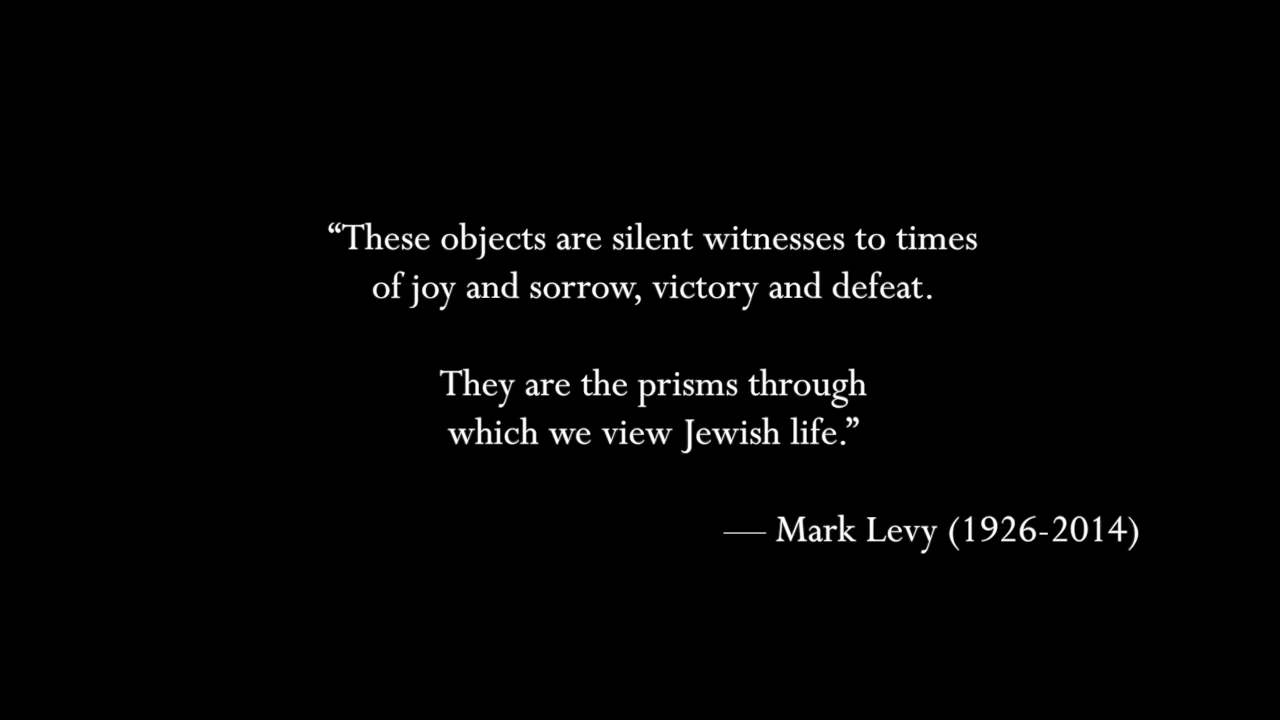 “These objects are silent witnesses to times
of joy and sorrow, victory and defeat.
They are the prisms through
which we view Jewish life.”
— Mark Levy (1926-2014)